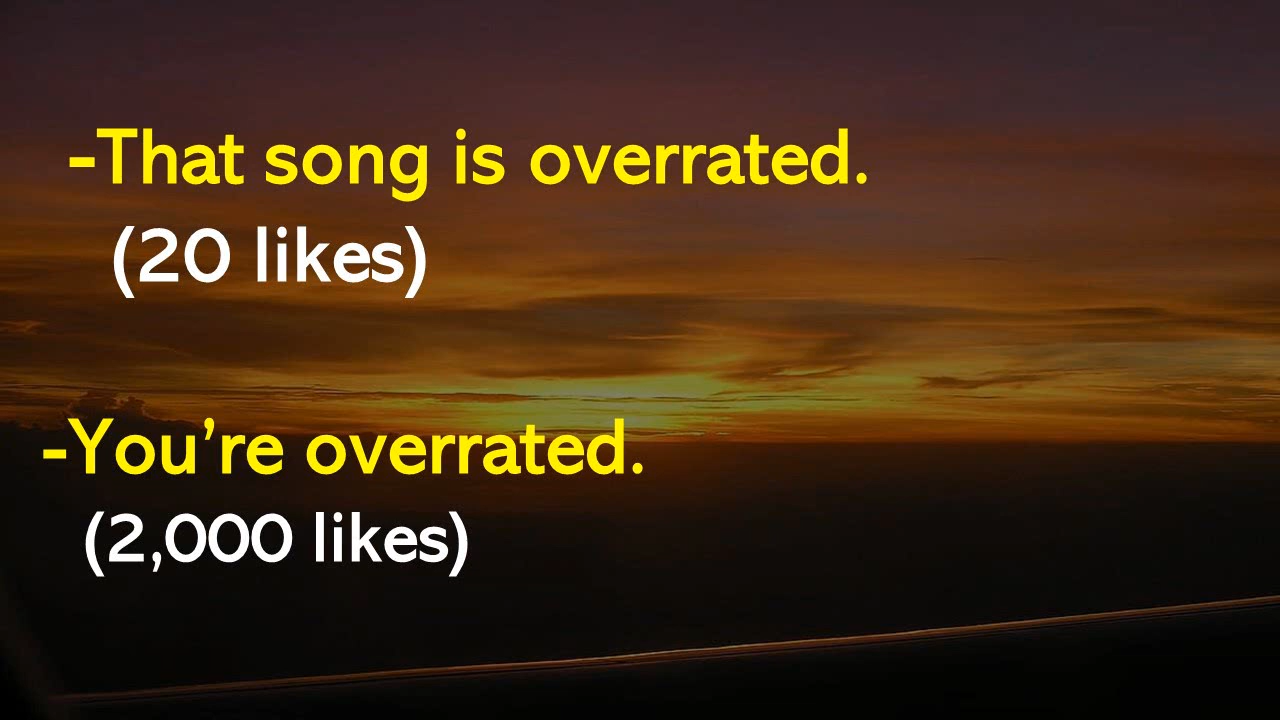 -That song is overrated.
(20 likes)
-You’re overrated.
(2,000 likes)